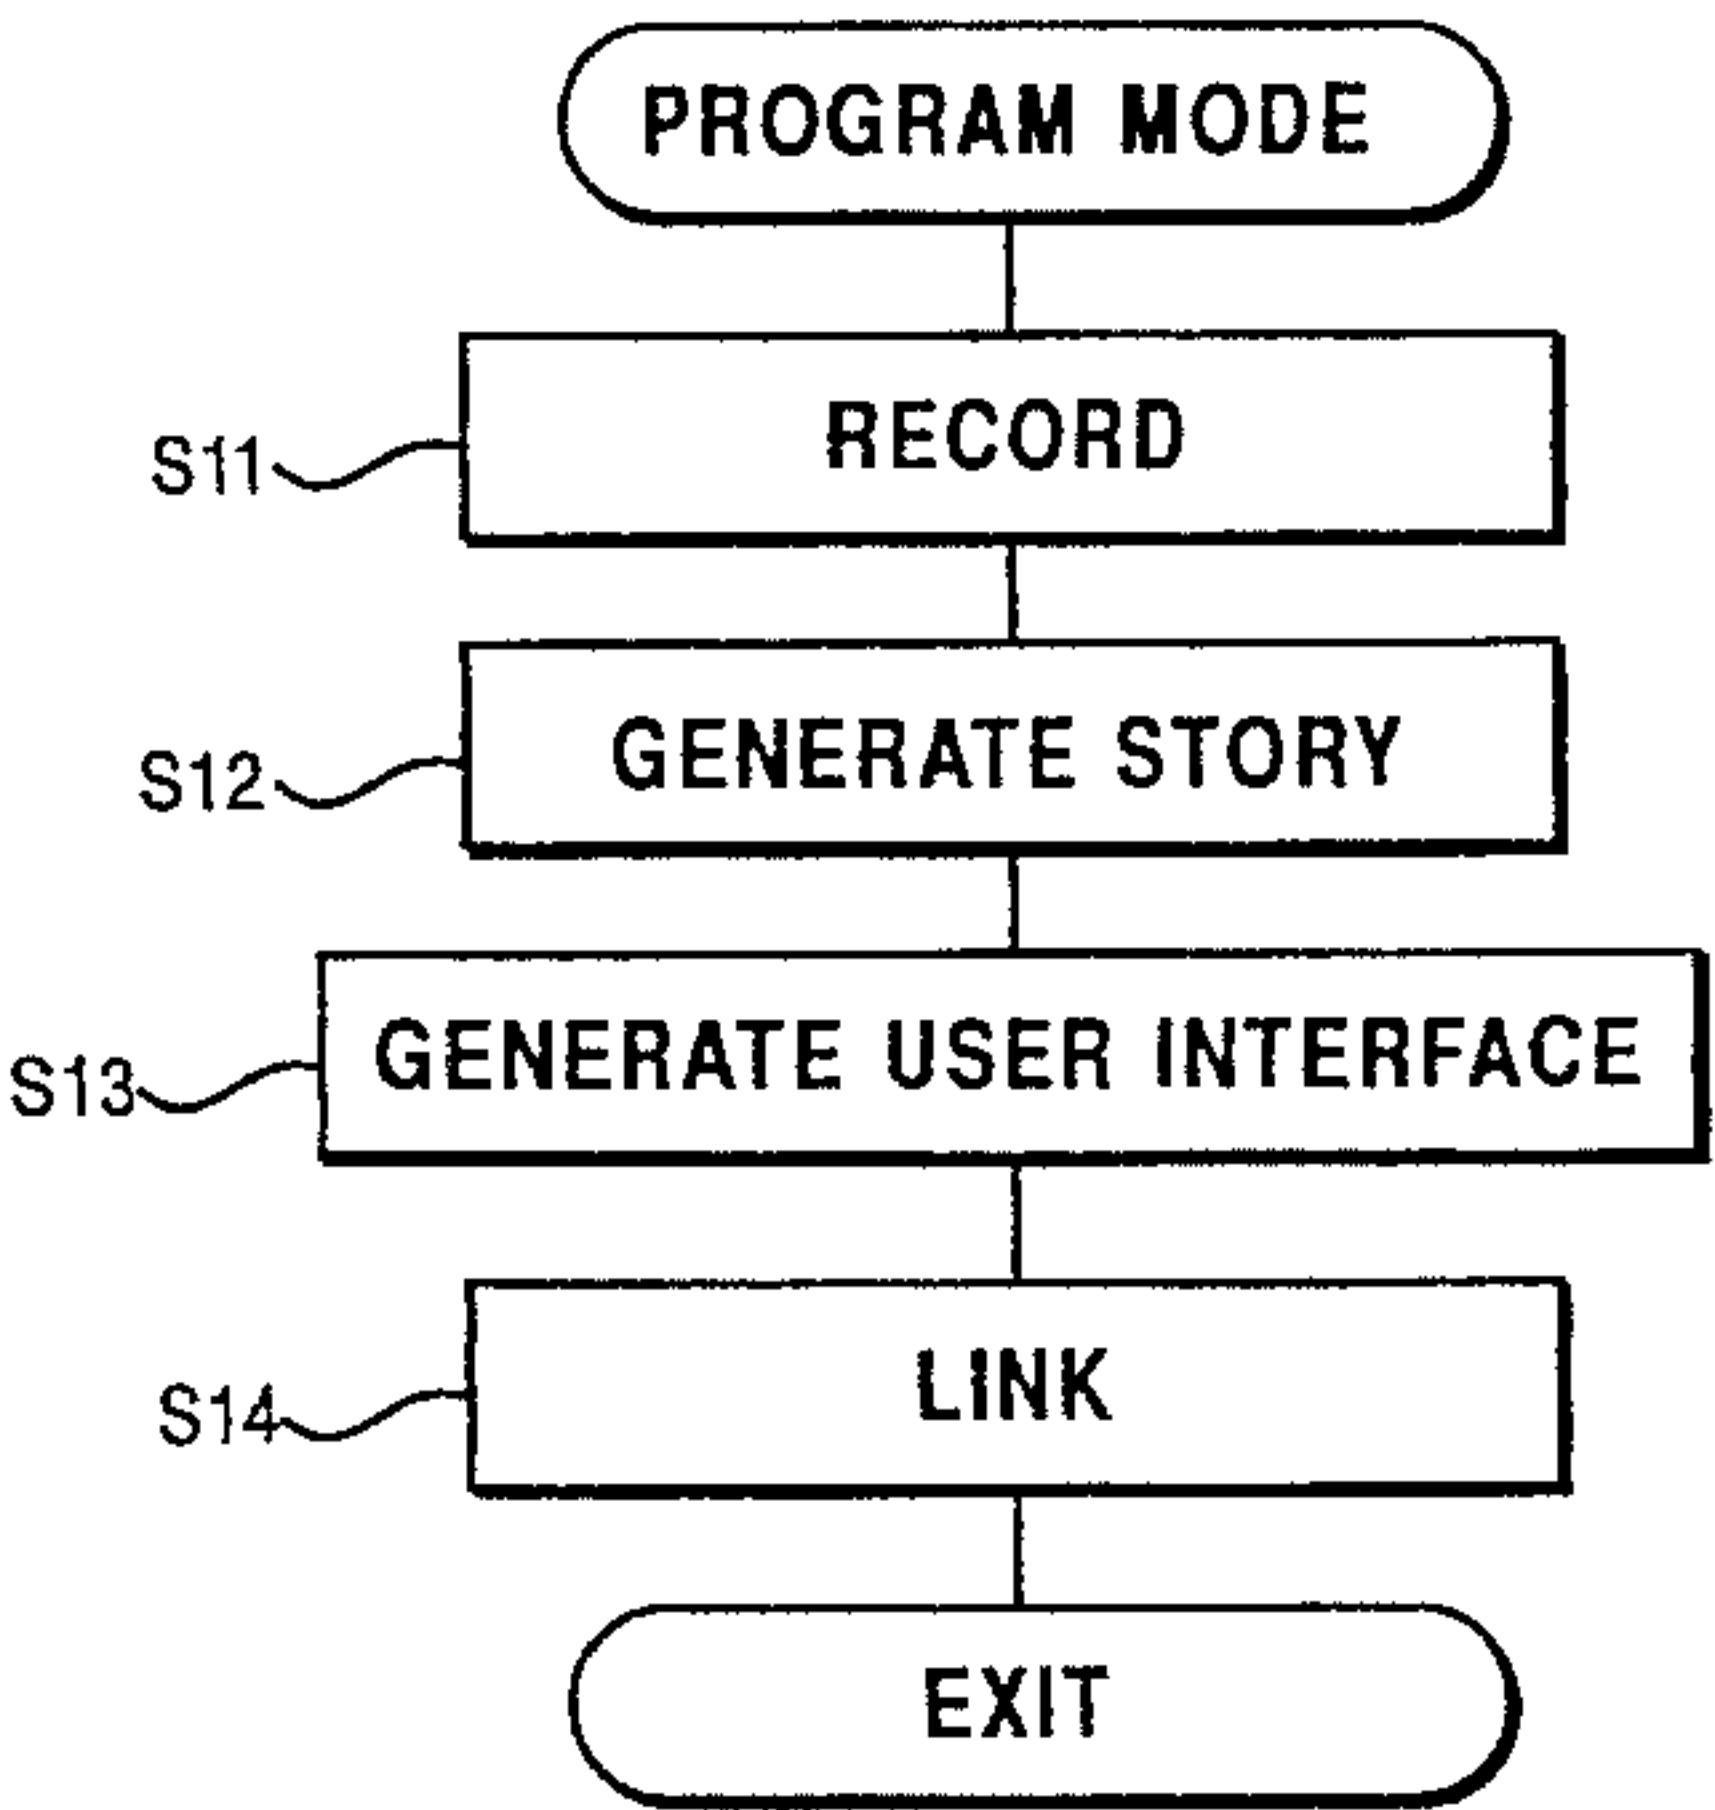 PROGRAM MODE
RECORD
S11
GENERATE STORY
S12
GENERATE USER INTERFACE
S13
LINK
S14
EXIT